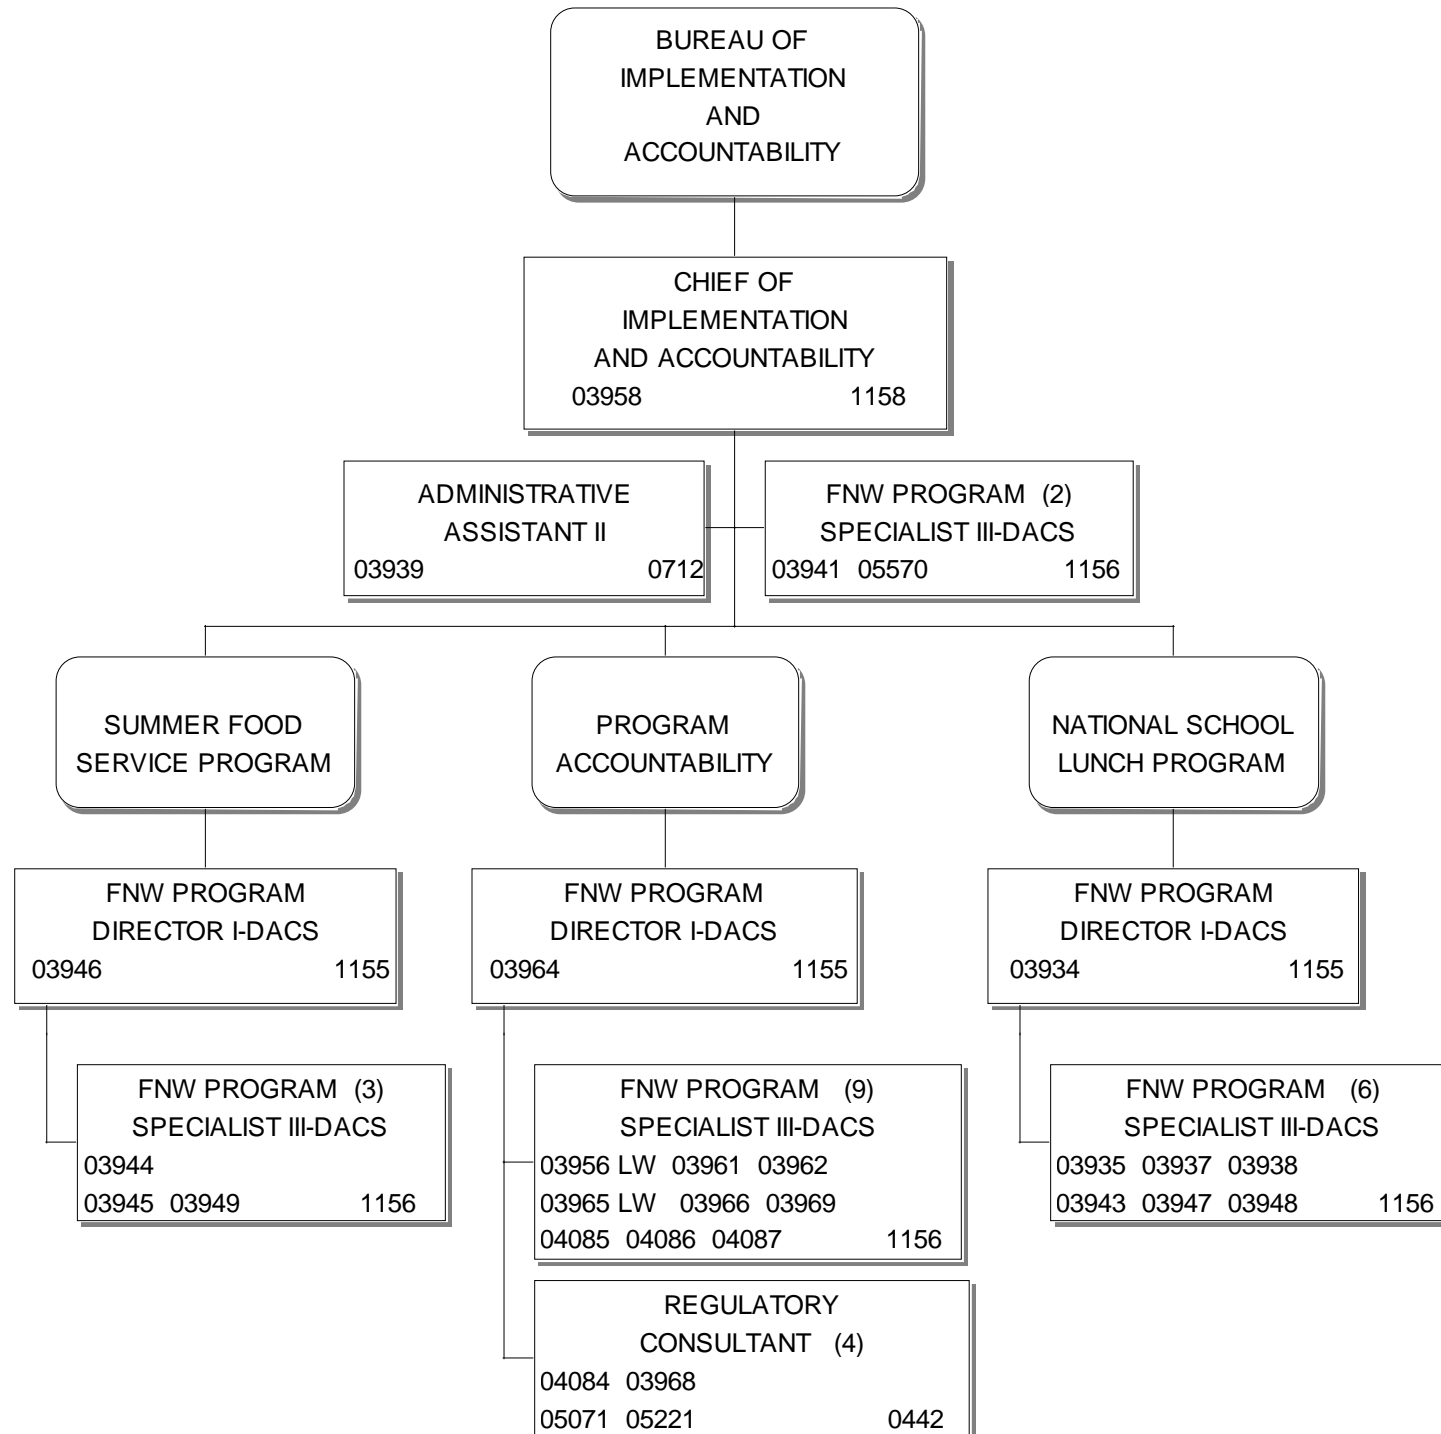 BUREAU OF
IMPLEMENTATION
AND
ACCOUNTABILITY
CHIEF OF
IMPLEMENTATION
AND ACCOUNTABILITY
03958 1158
ADMINISTRATIVE
ASSISTANT II
03939 0712
FNW PROGRAM (2)
SPECIALIST III-DACS
03941 05570 1156
SUMMER FOOD
SERVICE PROGRAM
PROGRAM
ACCOUNTABILITY
NATIONAL SCHOOL
LUNCH PROGRAM
FNW PROGRAM
DIRECTOR I-DACS
03946 1155
FNW PROGRAM
DIRECTOR I-DACS
03964 1155
FNW PROGRAM
DIRECTOR I-DACS
03934 1155
FNW PROGRAM (3)
SPECIALIST III-DACS
03944
03945 03949 1156
FNW PROGRAM (9)
SPECIALIST III-DACS
03956 LW 03961 03962
03965 LW 03966 03969
04085 04086 04087 1156
FNW PROGRAM (6)
SPECIALIST III-DACS
03935 03937 03938
03943 03947 03948 1156
REGULATORY
CONSULTANT (4)
04084 03968
05071 05221 0442